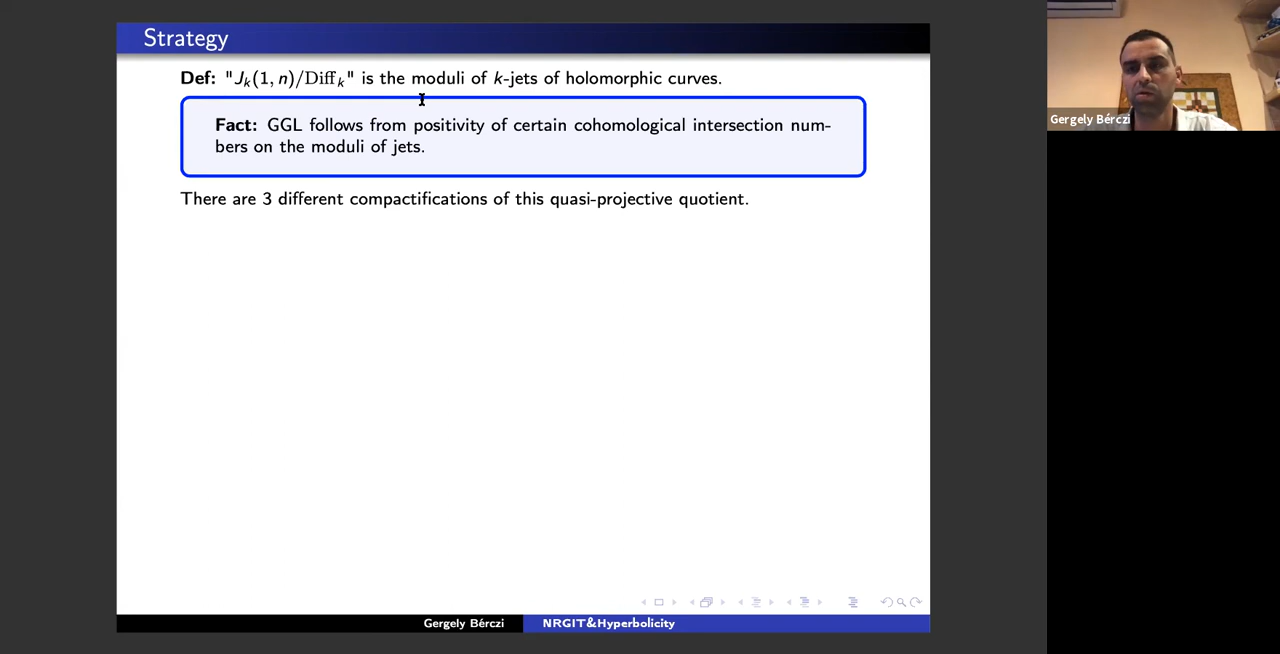 Strategy
Def: "Jₖ(1, n)/Diffₖ" is the moduli of k-jets of holomorphic curves.
Fact: GGL follows from positivity of certain cohomological intersection num-
bers on the moduli of jets.
There are 3 different compactifications of this quasi-projective quotient.
Gergely Bérczi
NRGIT&Hyperbolicity
Gergely Bérczi